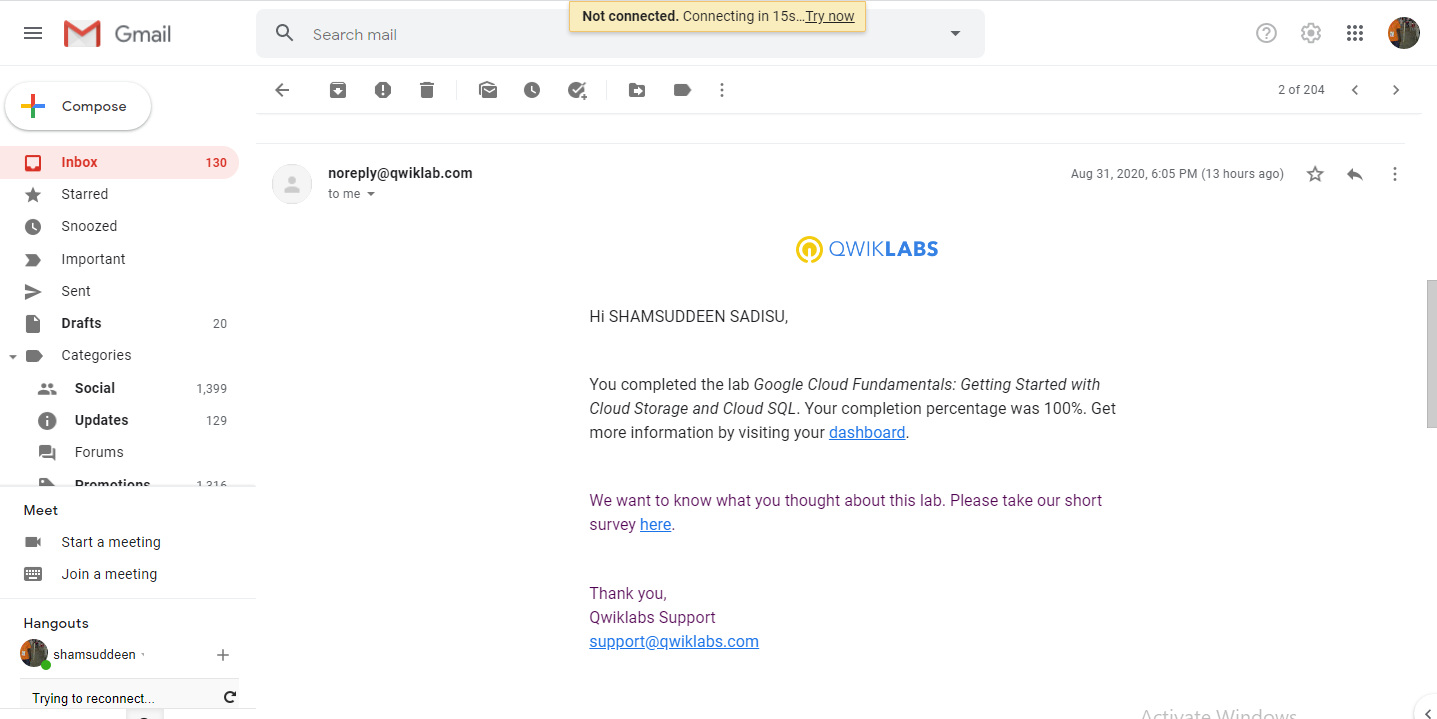 Not connected. Connecting in 15s...Try now
Gmail
Search mail
Compose
2 of 204
Inbox 130
Starred
Snoozed
Important
Sent
Drafts 20
Categories
Social 1,399
Updates 129
Forums
Promotions 1,316
Meet
Start a meeting
Join a meeting
Hangouts
shamsuddeen
Trying to reconnect...
noreply@qwiklab.com
to me
Aug 31, 2020, 6:05 PM (13 hours ago)
QWIKLABS
Hi SHAMSUDDEEN SADISU,
You completed the lab Google Cloud Fundamentals: Getting Started with
Cloud Storage and Cloud SQL. Your completion percentage was 100%. Get
more information by visiting your dashboard.
We want to know what you thought about this lab. Please take our short
survey here.
Thank you,
Qwiklabs Support
support@qwiklabs.com
Activate Windows